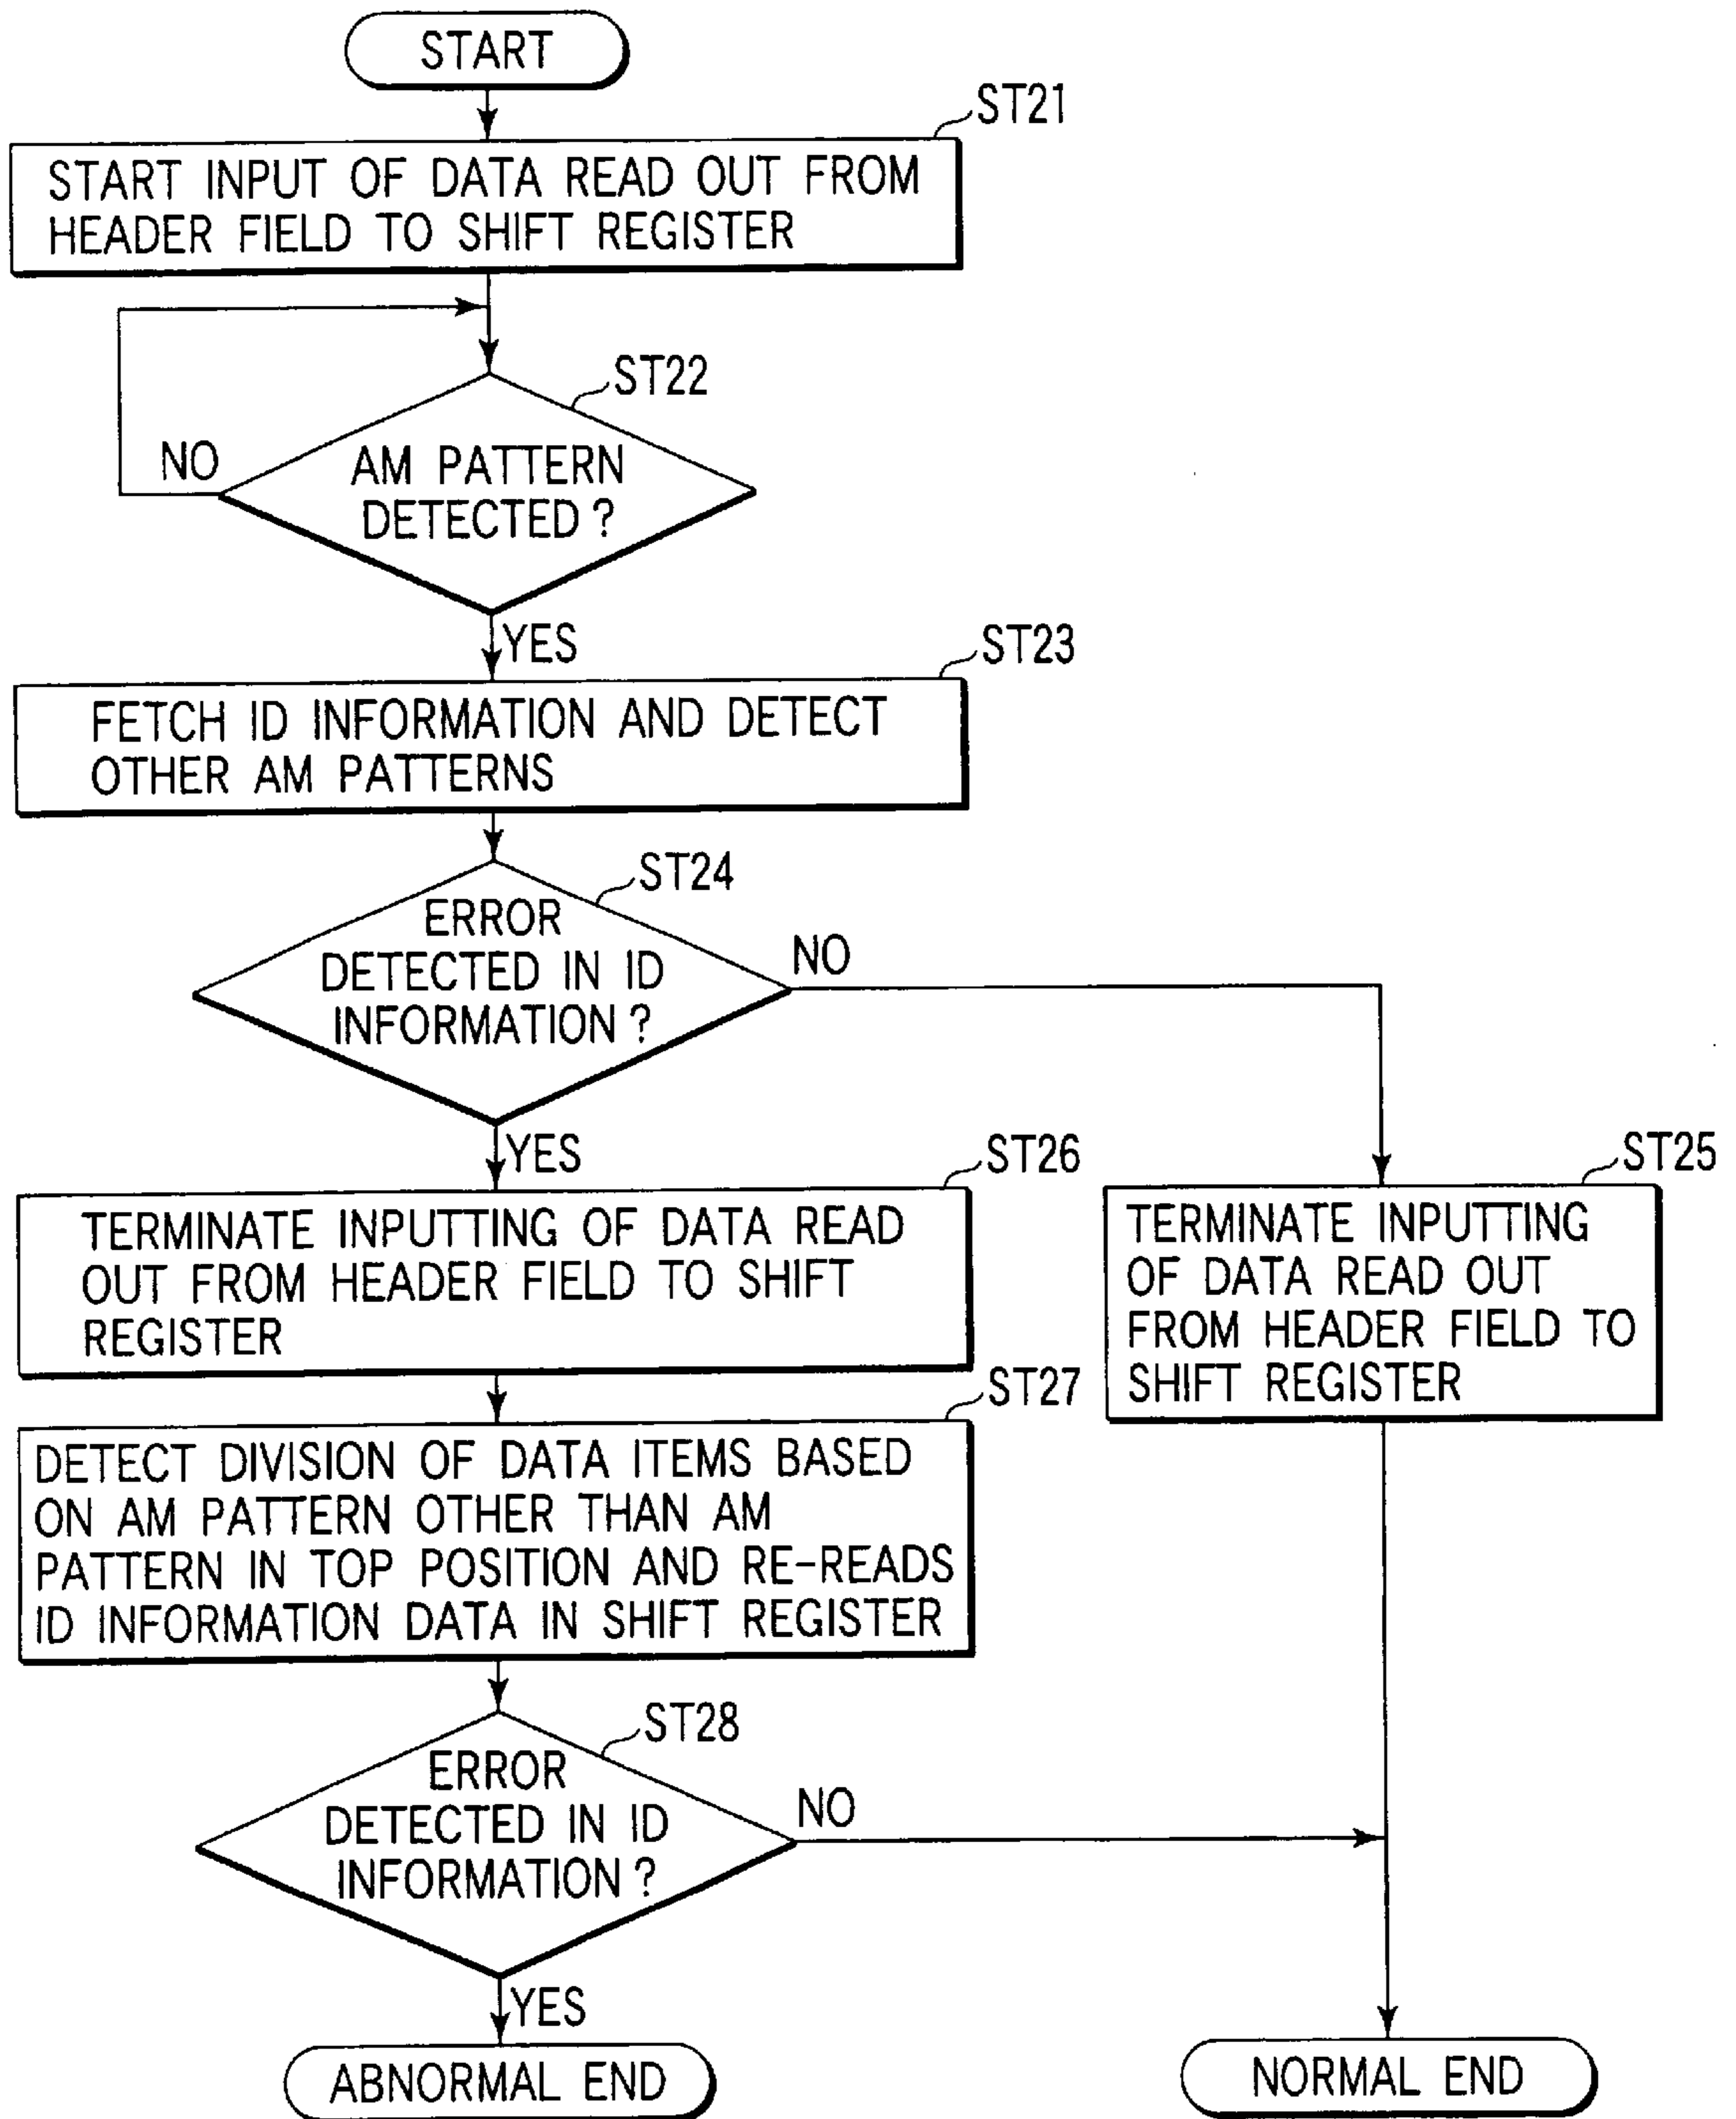 START
ST21
START INPUT OF DATA READ OUT FROM
HEADER FIELD TO SHIFT REGISTER
ST22
NO
AM PATTERN
DETECTED?
YES
ST23
FETCH ID INFORMATION AND DETECT
OTHER AM PATTERNS
ST24
ERROR
DETECTED IN ID
INFORMATION?
NO
YES
ST26
TERMINATE INPUTTING OF DATA READ
OUT FROM HEADER FIELD TO SHIFT
REGISTER
ST25
TERMINATE INPUTTING
OF DATA READ OUT
FROM HEADER FIELD TO
SHIFT REGISTER
ST27
DETECT DIVISION OF DATA ITEMS BASED
ON AM PATTERN OTHER THAN AM
PATTERN IN TOP POSITION AND RE-READS
ID INFORMATION DATA IN SHIFT REGISTER
ST28
ERROR
DETECTED IN ID
INFORMATION?
NO
YES
ABNORMAL END
NORMAL END